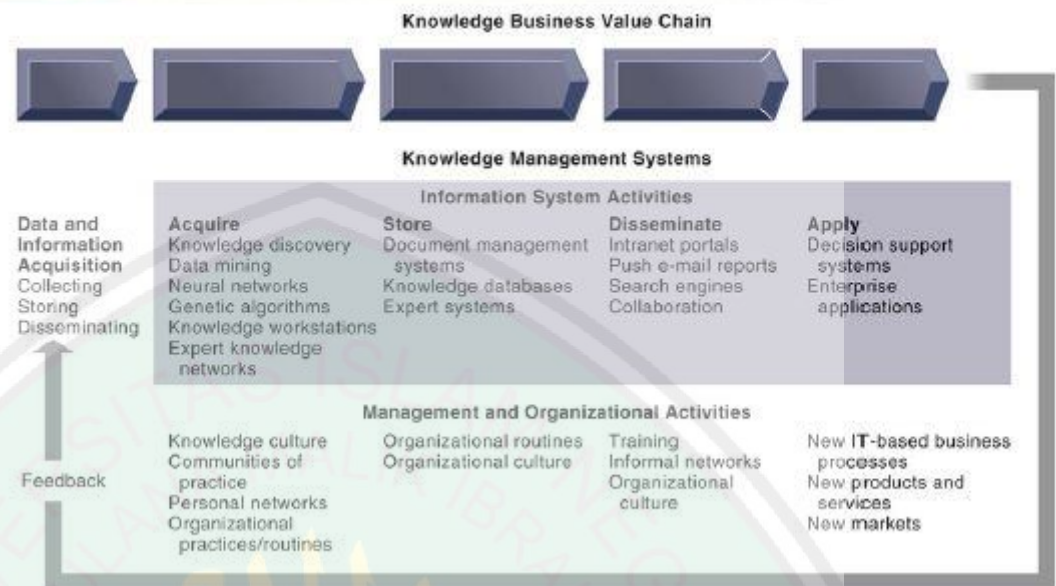 Knowledge Business Value Chain
Knowledge Management Systems
Information System Activities
Data and
Information
Acquisition
Collecting
Storing
Disseminating
Acquire
Knowledge discovery
Data mining
Neural networks
Genetic algorithms
Knowledge workstations
Expert knowledge
networks
Store
Document management
systems
Knowledge databases
Expert systems
Disseminate
Intranet portals
Push e-mail reports
Search engines
Collaboration
Apply
Decision support
systems
Enterprise
applications
Management and Organizational Activities
Knowledge culture
Communities of
practice
Personal networks
Organizational
practices/routines
Organizational routines
Organizational culture
Training
Informal networks
Organizational
culture
New IT-based business
processes
New products and
services
New markets
Feedback